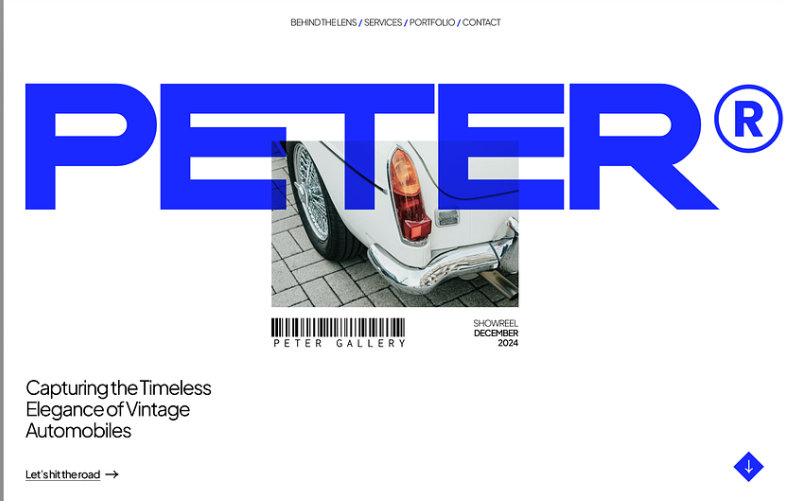 BEHIND THE LENS / SERVICES / PORTFOLIO / CONTACT
PETER®
PETER GALLERY
SHOWREEL
DECEMBER
2024
Capturing the Timeless
Elegance of Vintage
Automobiles
Let's hit the road →